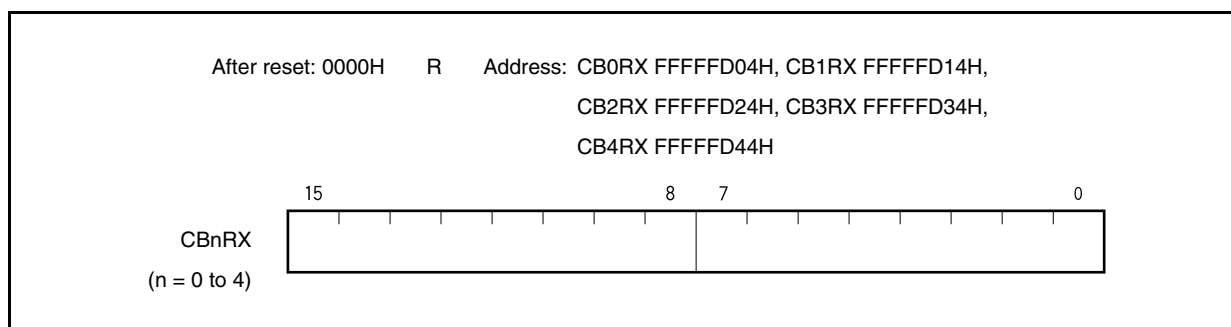 After reset: 0000H R Address: CB0RX FFFFFD04H, CB1RX FFFFFD14H,
CB2RX FFFFFD24H, CB3RX FFFFFD34H,
CB4RX FFFFFD44H
15 8 7 0
CBnRX
(n = 0 to 4)